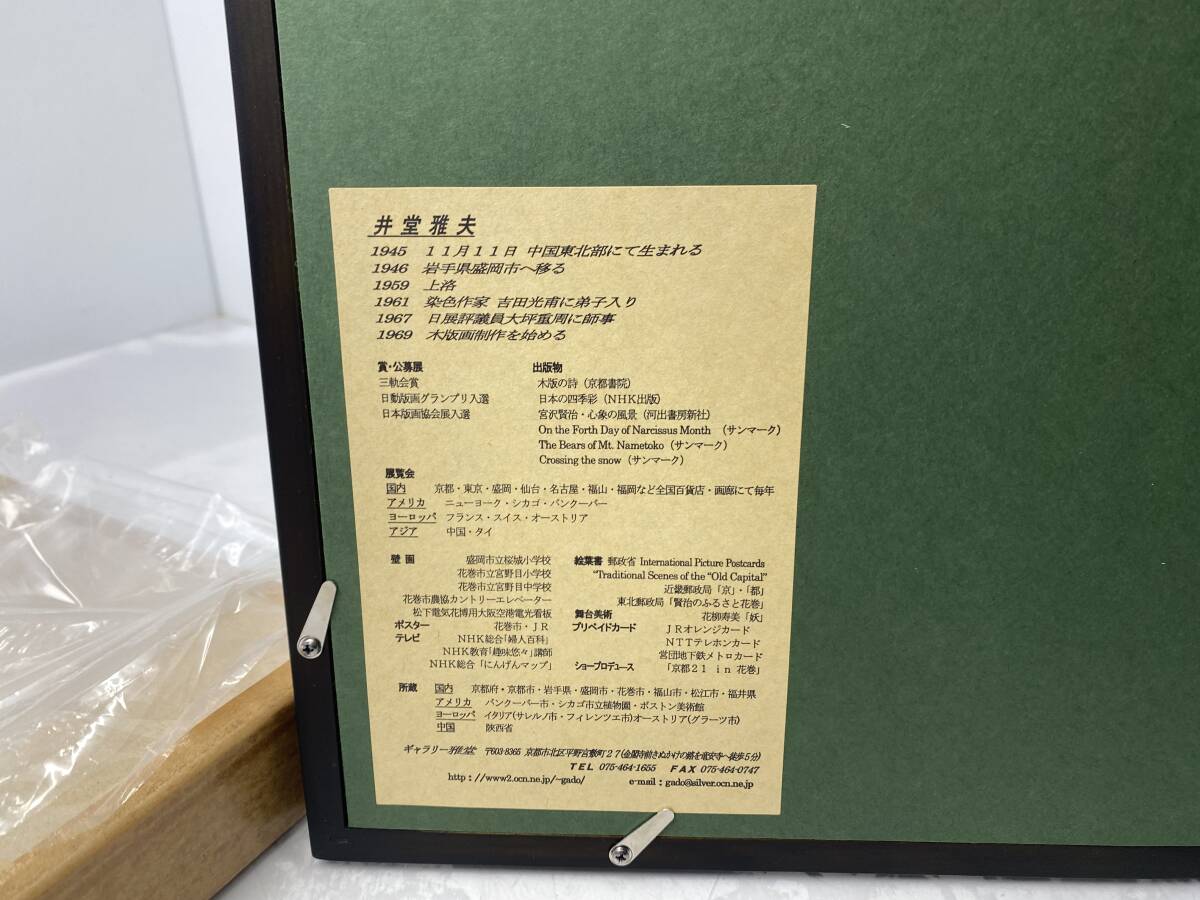 井堂雅夫
1945 11月11日 中国東北部にて生まれる
1946 岩手県盛岡市へ移る
1959 上洛
1961 染色作家 吉田光甫に弟子入り
1967 日展評議員大坪重周に師事
1969 木版画制作を始める
賞・公募展
三軌会賞
日動版画グランプリ入選
日本版画協会展入選
出版物
木版の詩(京都書院)
日本の四季彩(NHK出版)
宮沢賢治・心象の風景(河出書房新社)
On the Forth Day of Narcissus Month (サンマーク)
The Bears of Mt. Nametoko(サンマーク)
Crossing the snow(サンマーク)
展覧会
国内 京都・東京・盛岡・仙台・名古屋・福山・福岡など全国百貨店・画廊にて毎年
アメリカ ニューヨーク・シカゴ・バンクーバー
ヨーロッパ フランス・スイス・オーストリア
アジア 中国・タイ
壁画 盛岡市立桜城小学校
花巻市立宮野目小学校
花巻市立宮野目中学校
花巻市農協カントリーエレベーター
松下電気花博用大阪空港電光看板
ポスター 花巻市・JR
テレビ NHK総合「婦人百科」
NHK教育「趣味悠々」講師
NHK総合「にんげんマップ」
絵葉書 郵政省 International Picture Postcards
"Traditional Scenes of the "Old Capital"
近畿郵政局「京」・「都」
東北郵政局「賢治のふるさと花巻」
舞台美術 花柳寿美「妖」
プリペイドカード JRオレンジカード
NTTテレホンカード
営団地下鉄メトロカード
ショープロデュース 「京都21 in 花巻」
所蔵 国内 京都府・京都市・岩手県・盛岡市・花巻市・福山市・松江市・福井県
アメリカ バンクーバー市・シカゴ市立植物園・ボストン美術館
ヨーロッパ イタリア(サレルノ市・フィレンツェ市)オーストリア(グラーツ市)
中国 陝西省
ギャラリー雅堂 〒603-8365 京都市北区平野宮敷町27(金閣寺前きぬかけの路を竜安寺へ徒歩5分)
TEL 075-464-1655 FAX 075-464-0747
http://www2.ocn.ne.jp/~gado/ e-mail:gado@silver.ocn.ne.jp